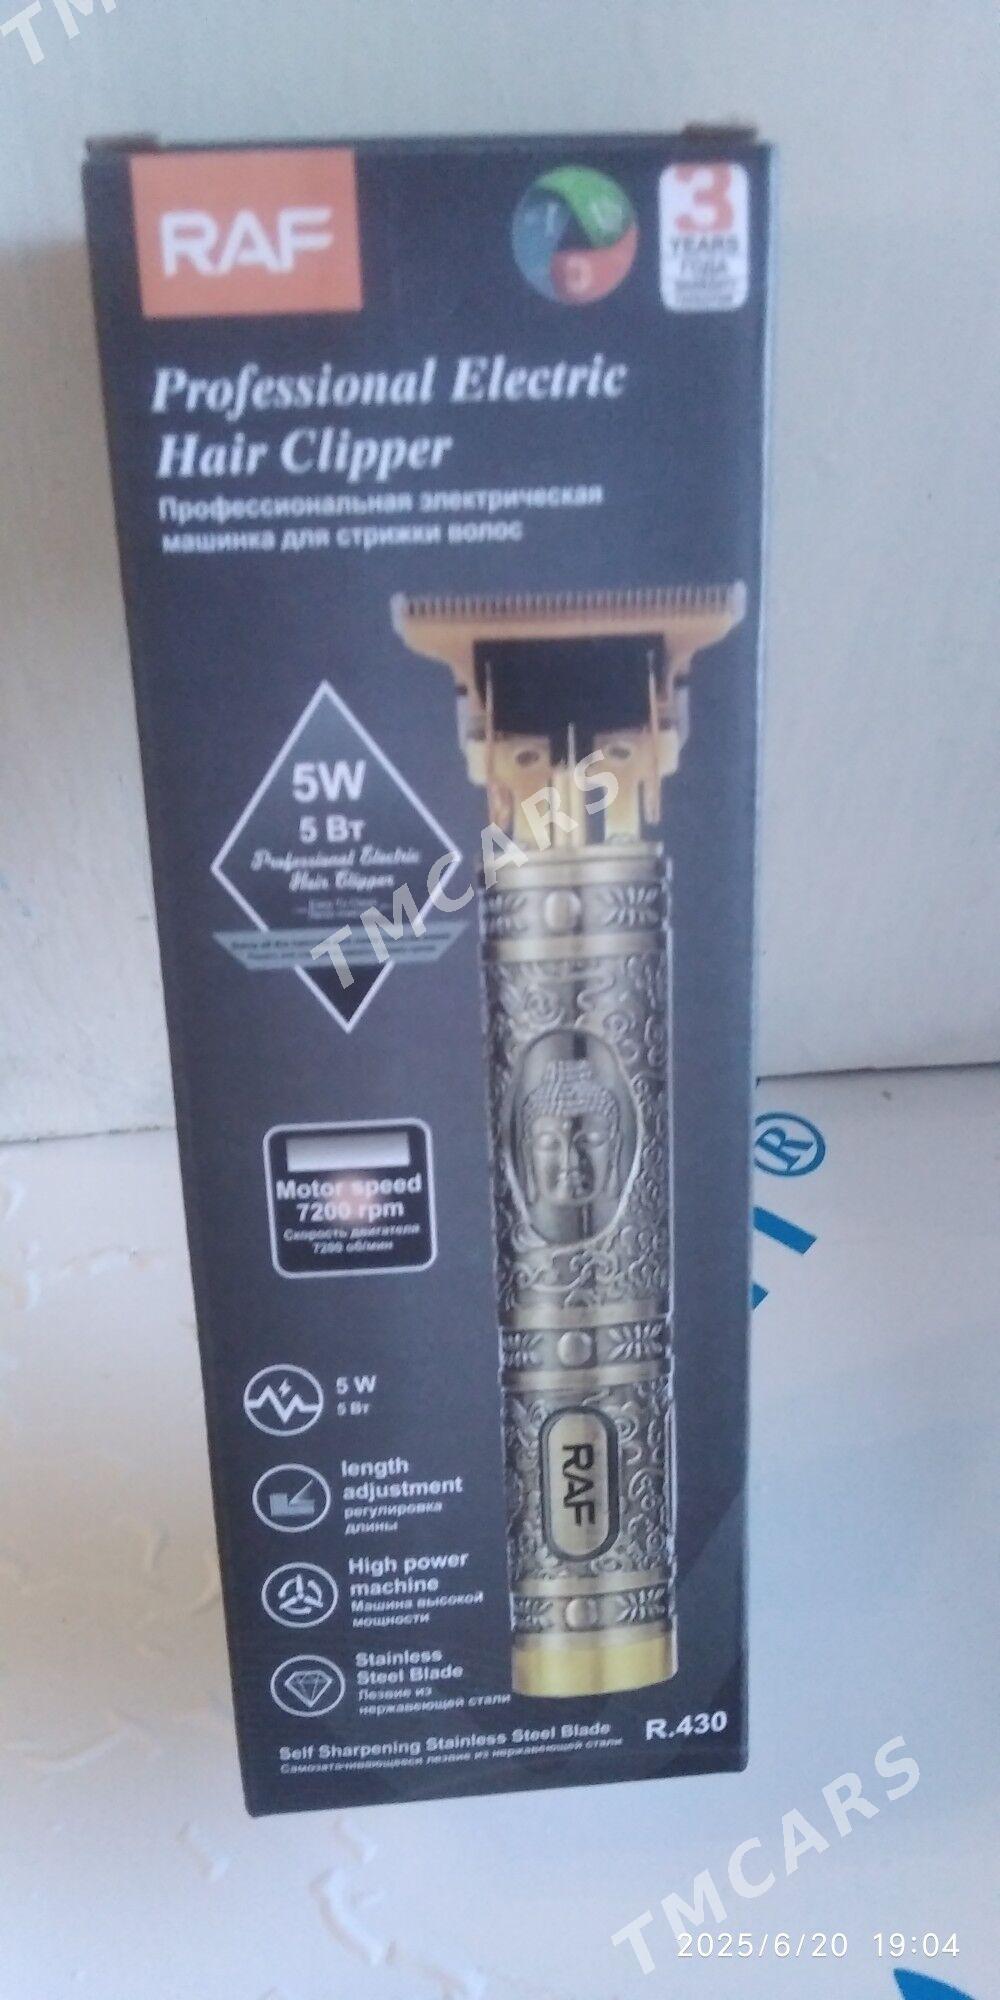 RAF
3
YEARS
ГОДА
Professional Electric
Hair Clipper
Профессиональная электрическая
машинка для стрижки волос
5W
5 Вт
Professional Electric
Hair Clipper
TMCARS
Motor speed
7200 rpm
Скорость двигателя
7200 об/мин
®
5 W
5 Вт
length
adjustment
регулировка
длины
High power
machine
Машина высокой
мощности
Stainless
Steel Blade
Лезвие из
нержавеющей стали
RAF
Self Sharpening Stainless Steel Blade
Самозатачивающееся лезвие из нержавеющей стали
R.430
TMCARS
2025/6/20 19:04